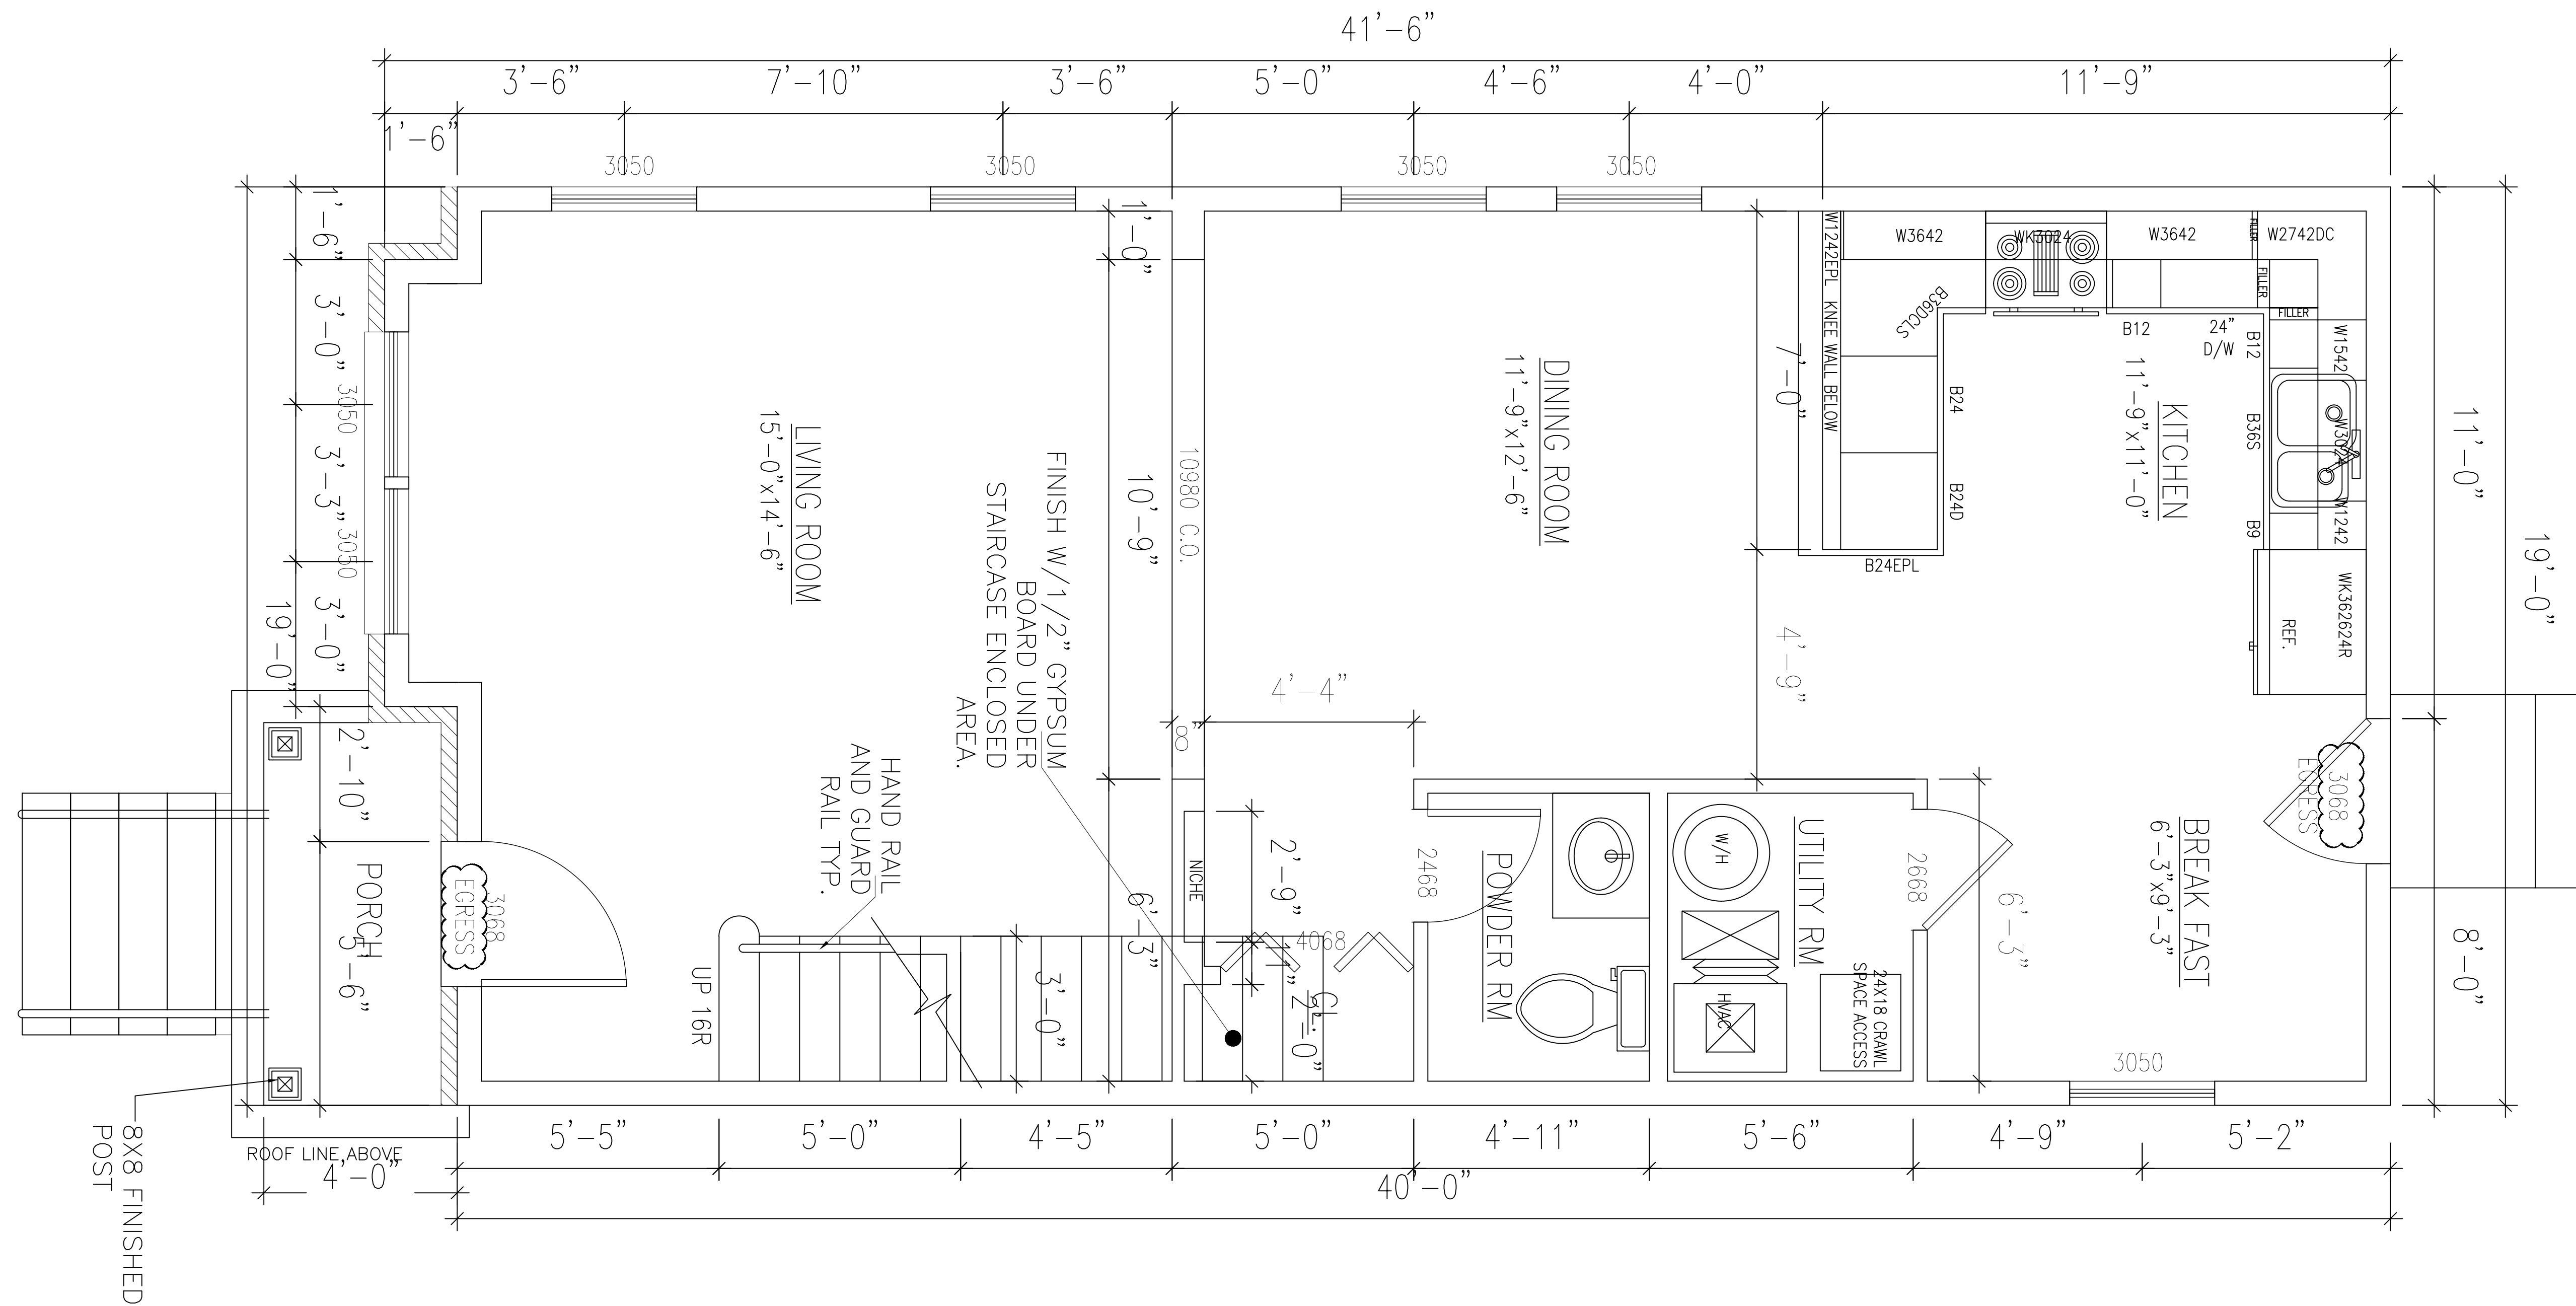 41'-6"
3'-6"
7'-10"
3'-6"
5'-0"
4'-6"
4'-0"
11'-9"
1'-6"
3050
3050
3050
3050
1'-6"
3'-0"
3050
3'-3"
3050
3'-0"
19'-0"
2'-10"
5'-6"
PORCH
3068
EGRESS
LIVING ROOM
15'-0"x14'-6"
1'-0"
10'-9"
6'-3"
10980 C.O.
8"
FINISH W/1/2" GYPSUM
BOARD UNDER
STAIRCASE ENCLOSED
AREA.
HAND RAIL
AND GUARD
RAIL TYP.
UP 16R
3'-0"
DINING ROOM
11'-9"x12'-6"
4'-4"
NICHE
2'-9"
4068
2'-0"
CL.
2468
POWDER RM
W/H
UTILITY RM
HVAC
24X18 CRAWL
SPACE ACCESS
2668
6'-3"
7'-0"
4'-9"
W1242EPL
KNEE WALL BELOW
W3642
WK3024
W3642
FILLER
W2742DC
FILLER
FILLER
B36DCLS
B24
B24D
B24EPL
B12
24"
D/W
B12
B36S
B9
W1542
W3024
W1242
KITCHEN
11'-9"x11'-0"
WK362624R
REF.
3068
EGRESS
BREAK FAST
6'-3"x9'-3"
3050
11'-0"
8'-0"
19'-0"
5'-5"
5'-0"
4'-5"
5'-0"
4'-11"
5'-6"
4'-9"
5'-2"
40'-0"
ROOF LINE ABOVE
4'-0"
8X8 FINISHED
POST